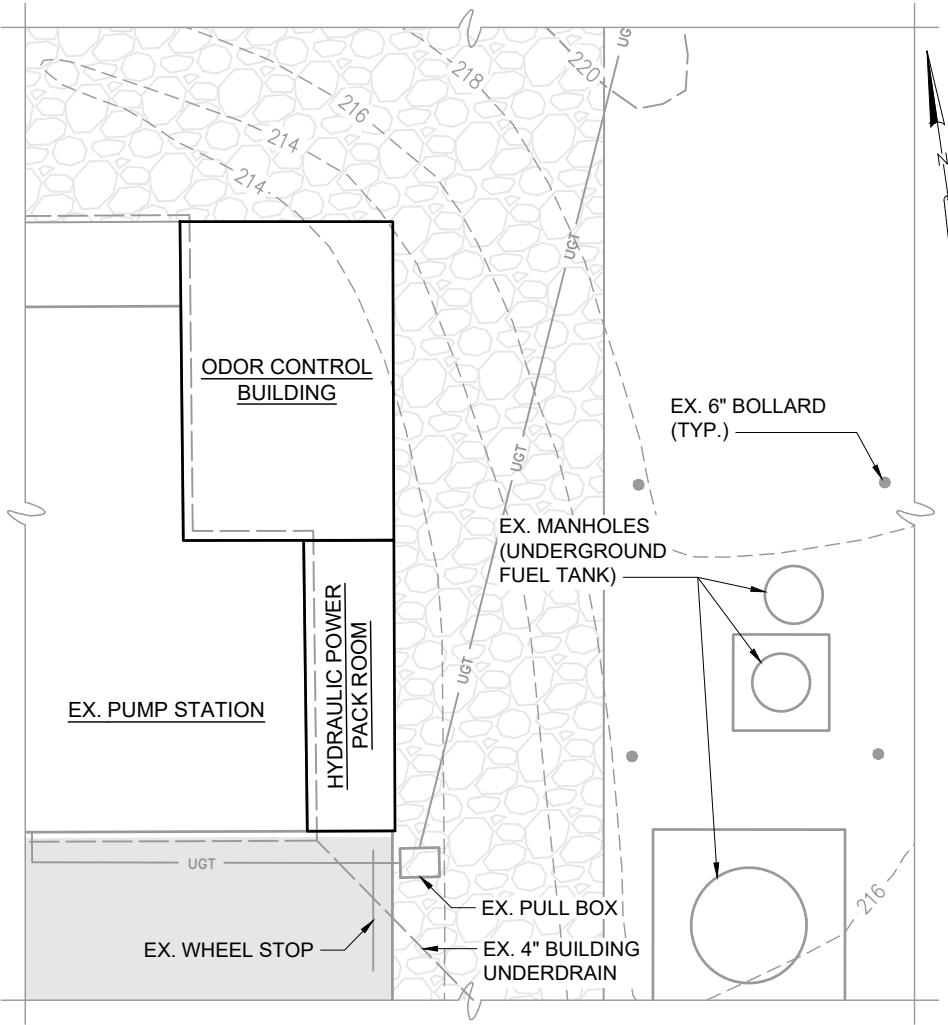 UG
218
220
216
214
214
N
UGT
ODOR CONTROL
BUILDING
EX. 6" BOLLARD
(TYP.)
UGT
EX. MANHOLES
(UNDERGROUND
FUEL TANK)
HYDRAULIC POWER
PACK ROOM
UGT
EX. PUMP STATION
UGT
216
EX. PULL BOX
EX. WHEEL STOP
EX. 4" BUILDING
UNDERDRAIN